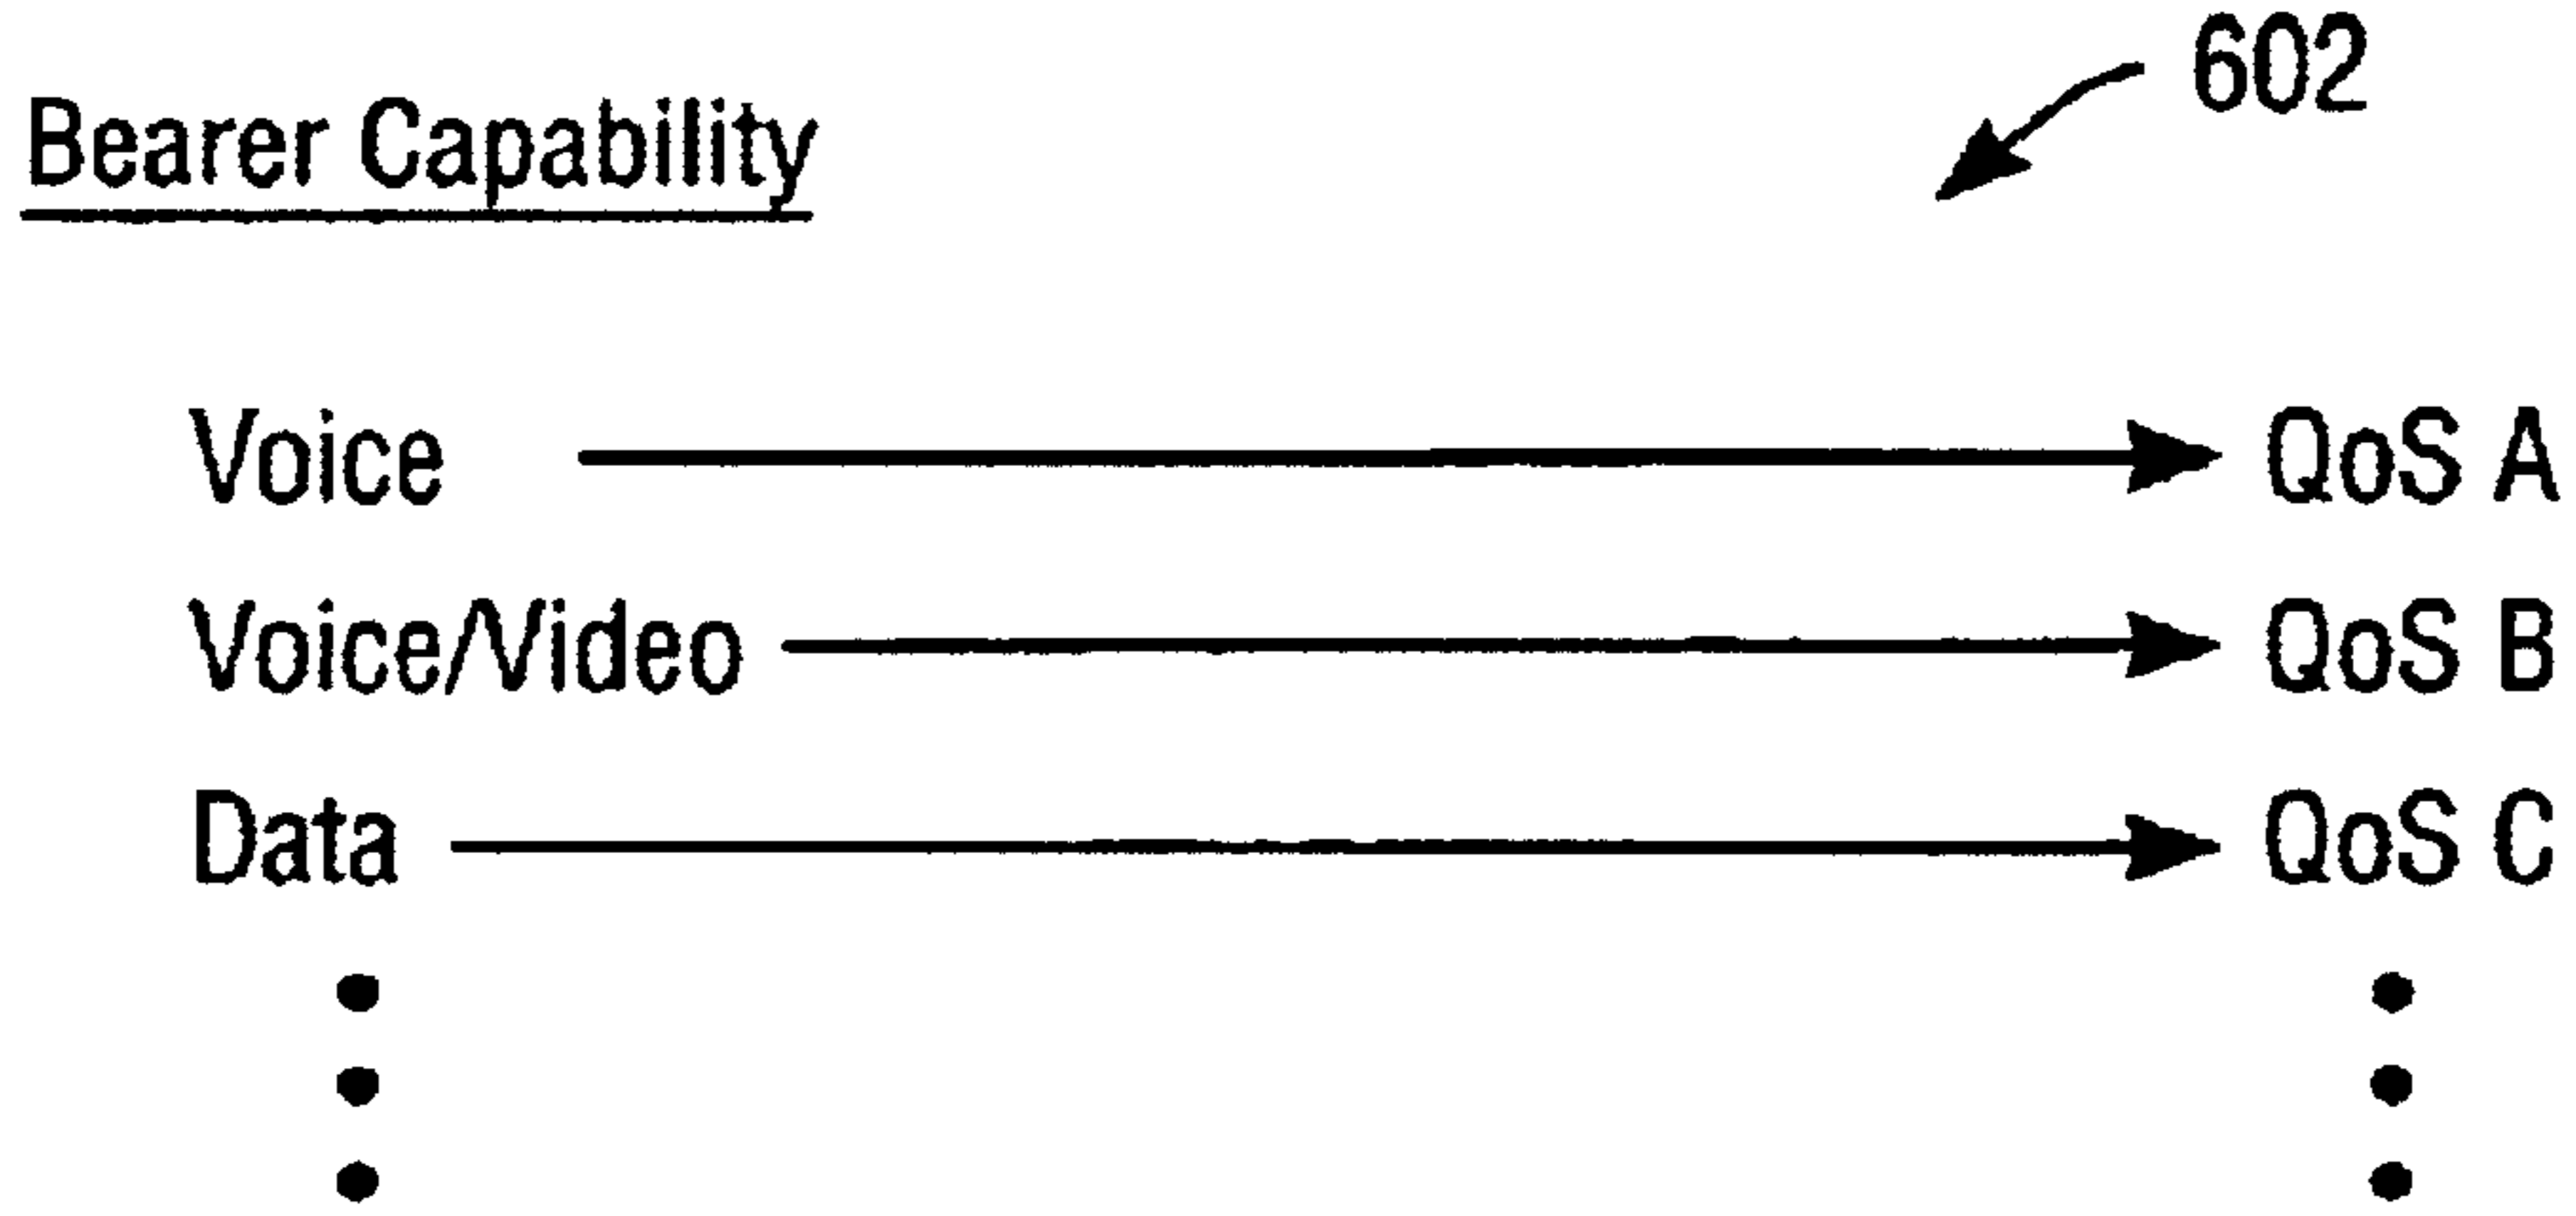 602
Bearer Capability
Voice QoS A
Voice/Video QoS B
Data QoS C